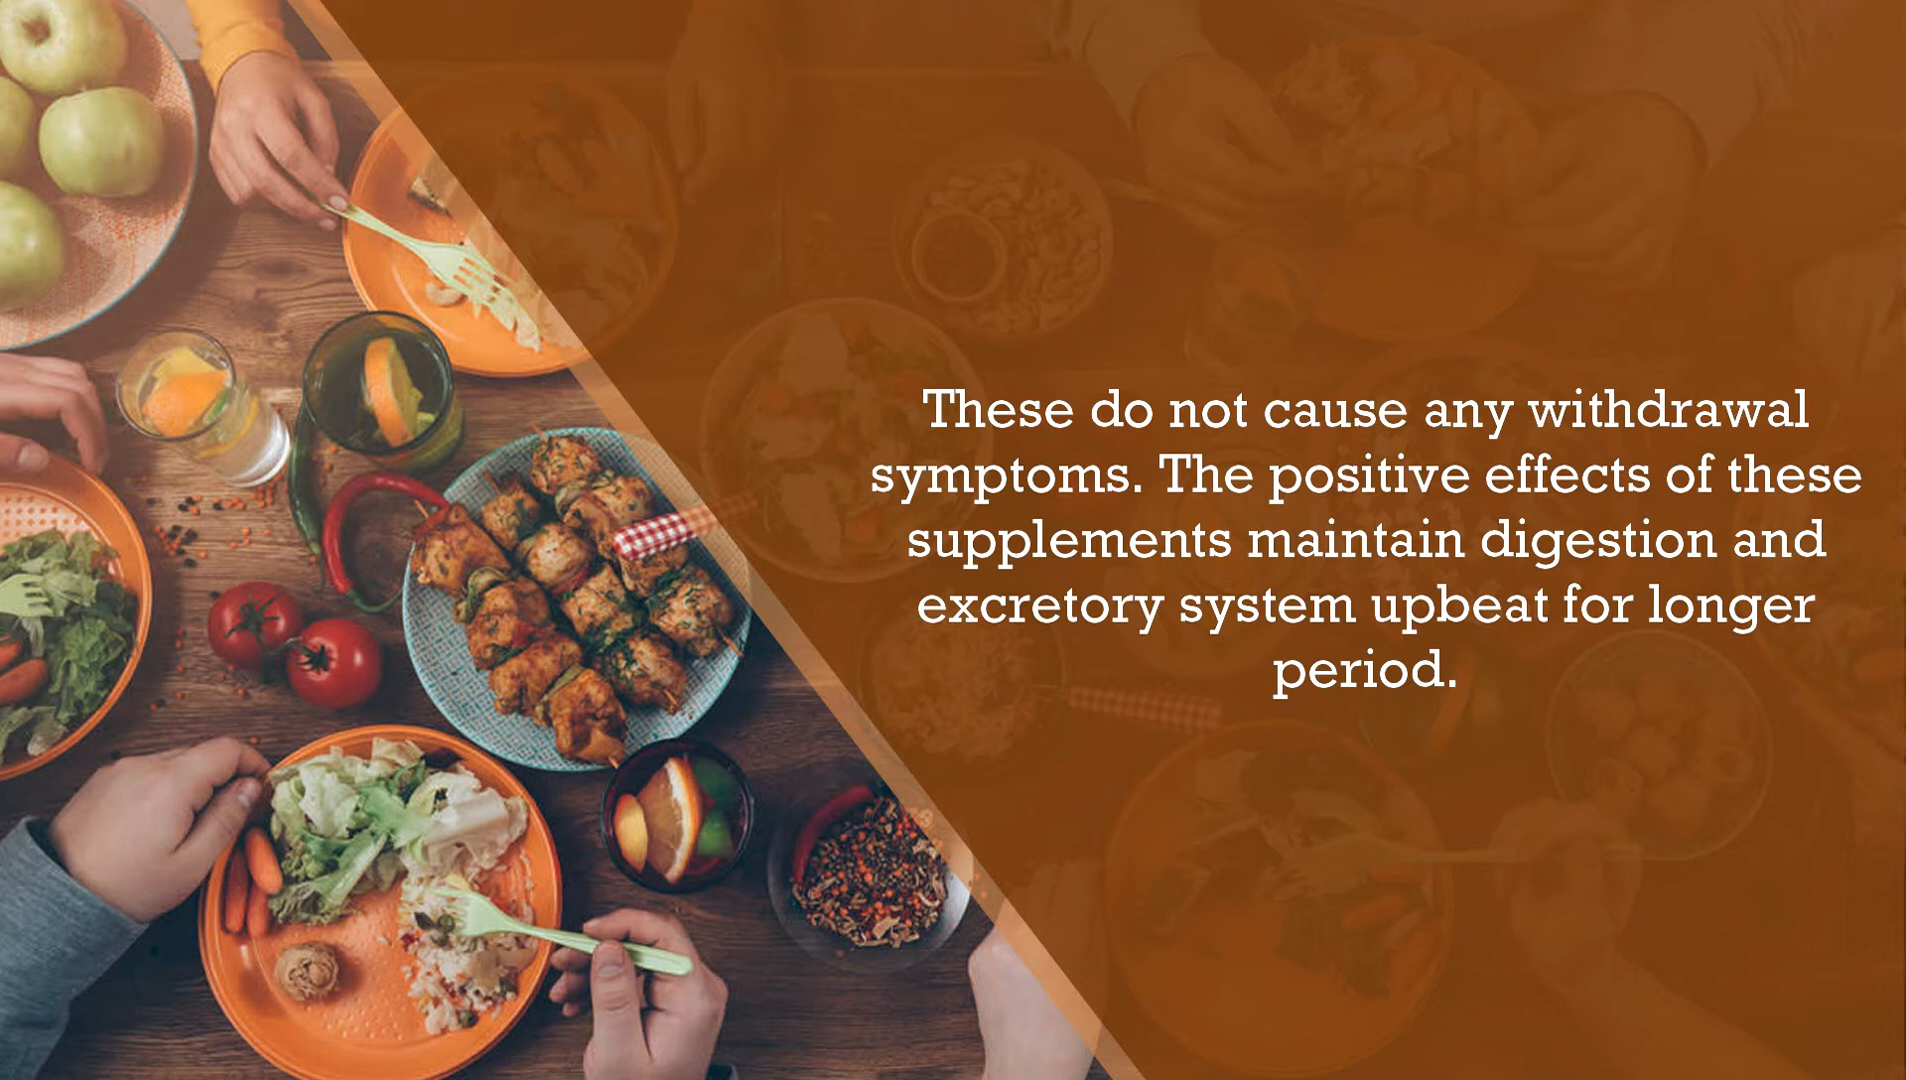 These do not cause any withdrawal
symptoms. The positive effects of these
supplements maintain digestion and
excretory system upbeat for longer
period.